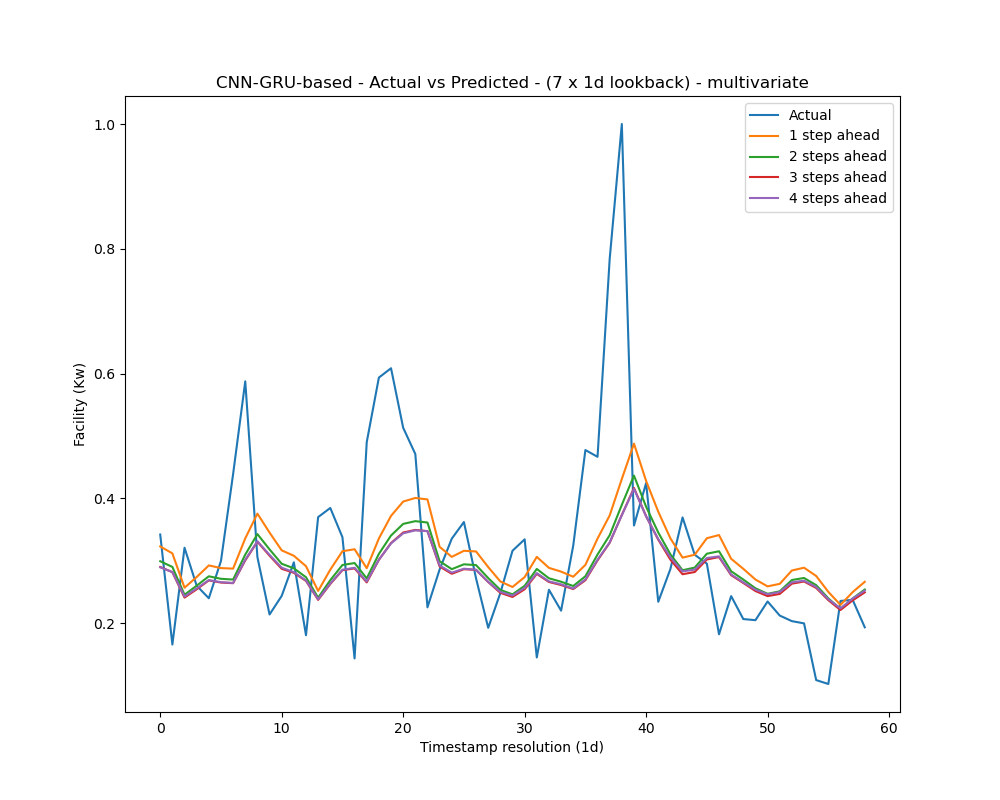 CNN-GRU-based - Actual vs Predicted - (7 x 1d lookback) - multivariate
Actual
1 step ahead
2 steps ahead
3 steps ahead
4 steps ahead
1.0
0.8
0.6
0.4
0.2
Facility (Kw)
0 10 20 30 40 50 60
Timestamp resolution (1d)